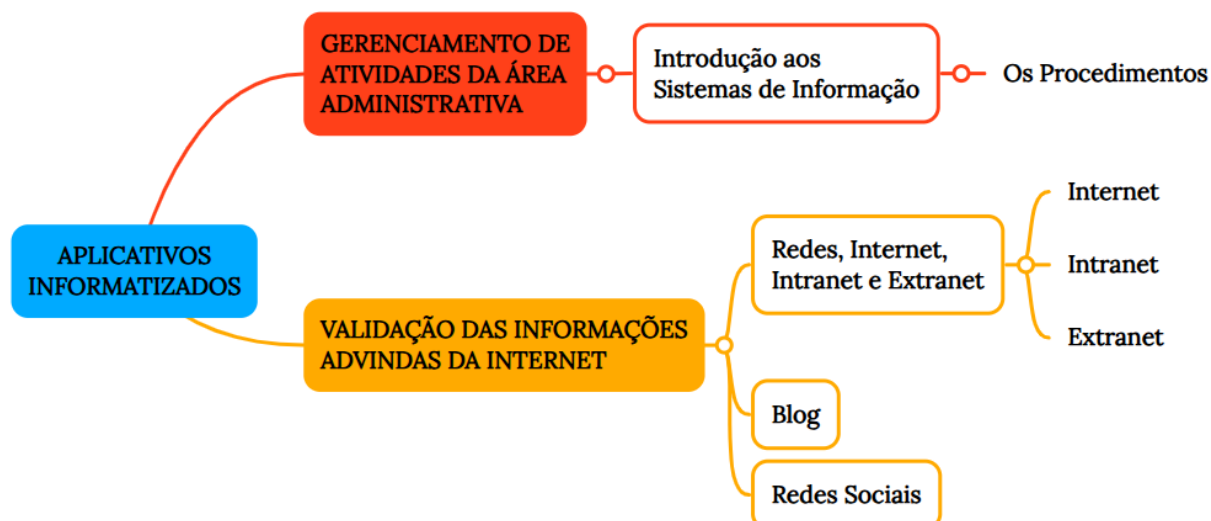 GERENCIAMENTO DE
ATIVIDADES DA ÁREA
ADMINISTRATIVA
Introdução aos
Sistemas de Informação
Os Procedimentos
APLICATIVOS
INFORMATIZADOS
VALIDAÇÃO DAS INFORMAÇÕES
ADVINDAS DA INTERNET
Redes, Internet,
Intranet e Extranet
Internet
Intranet
Extranet
Blog
Redes Sociais